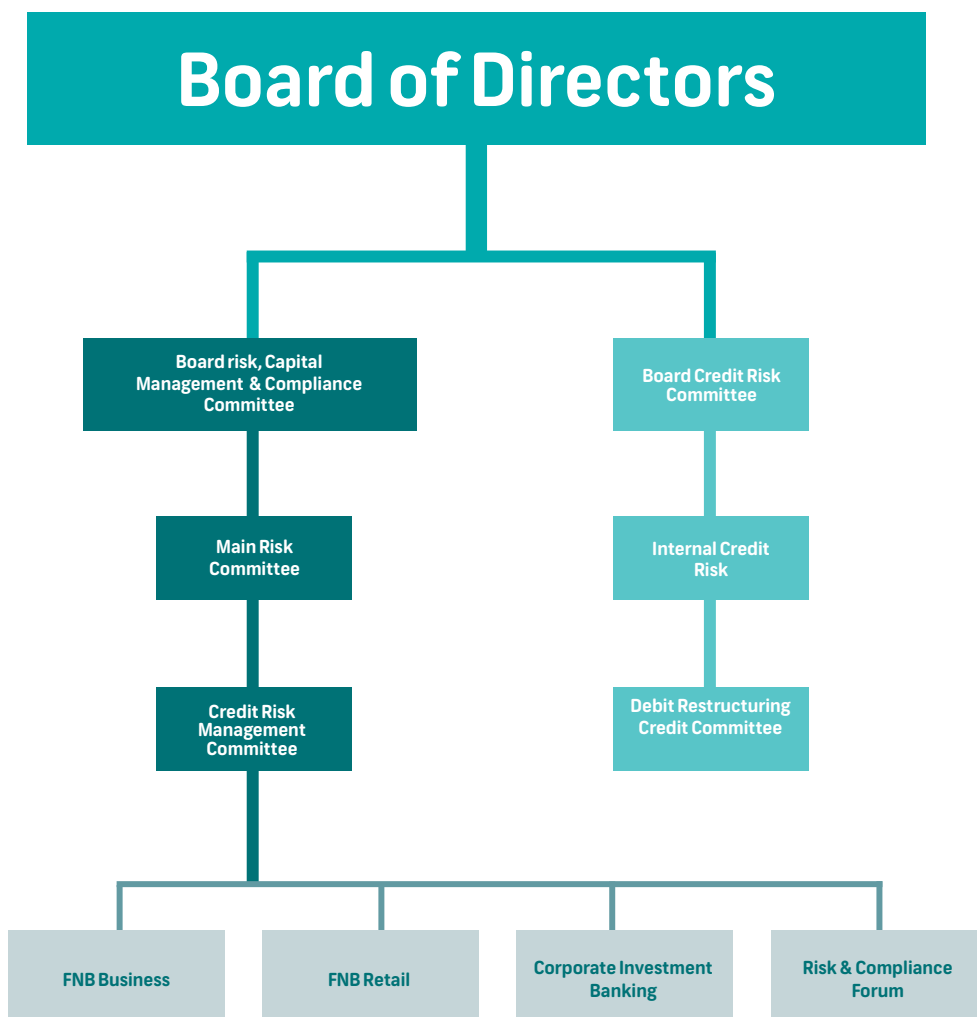 Board of Directors
Board risk, Capital
Management & Compliance
Committee
Board Credit Risk
Committee
Main Risk
Committee
Internal Credit
Risk
Credit Risk
Management
Committee
Debit Restructuring
Credit Committee
FNB Business
FNB Retail
Corporate Investment
Banking
Risk & Compliance
Forum